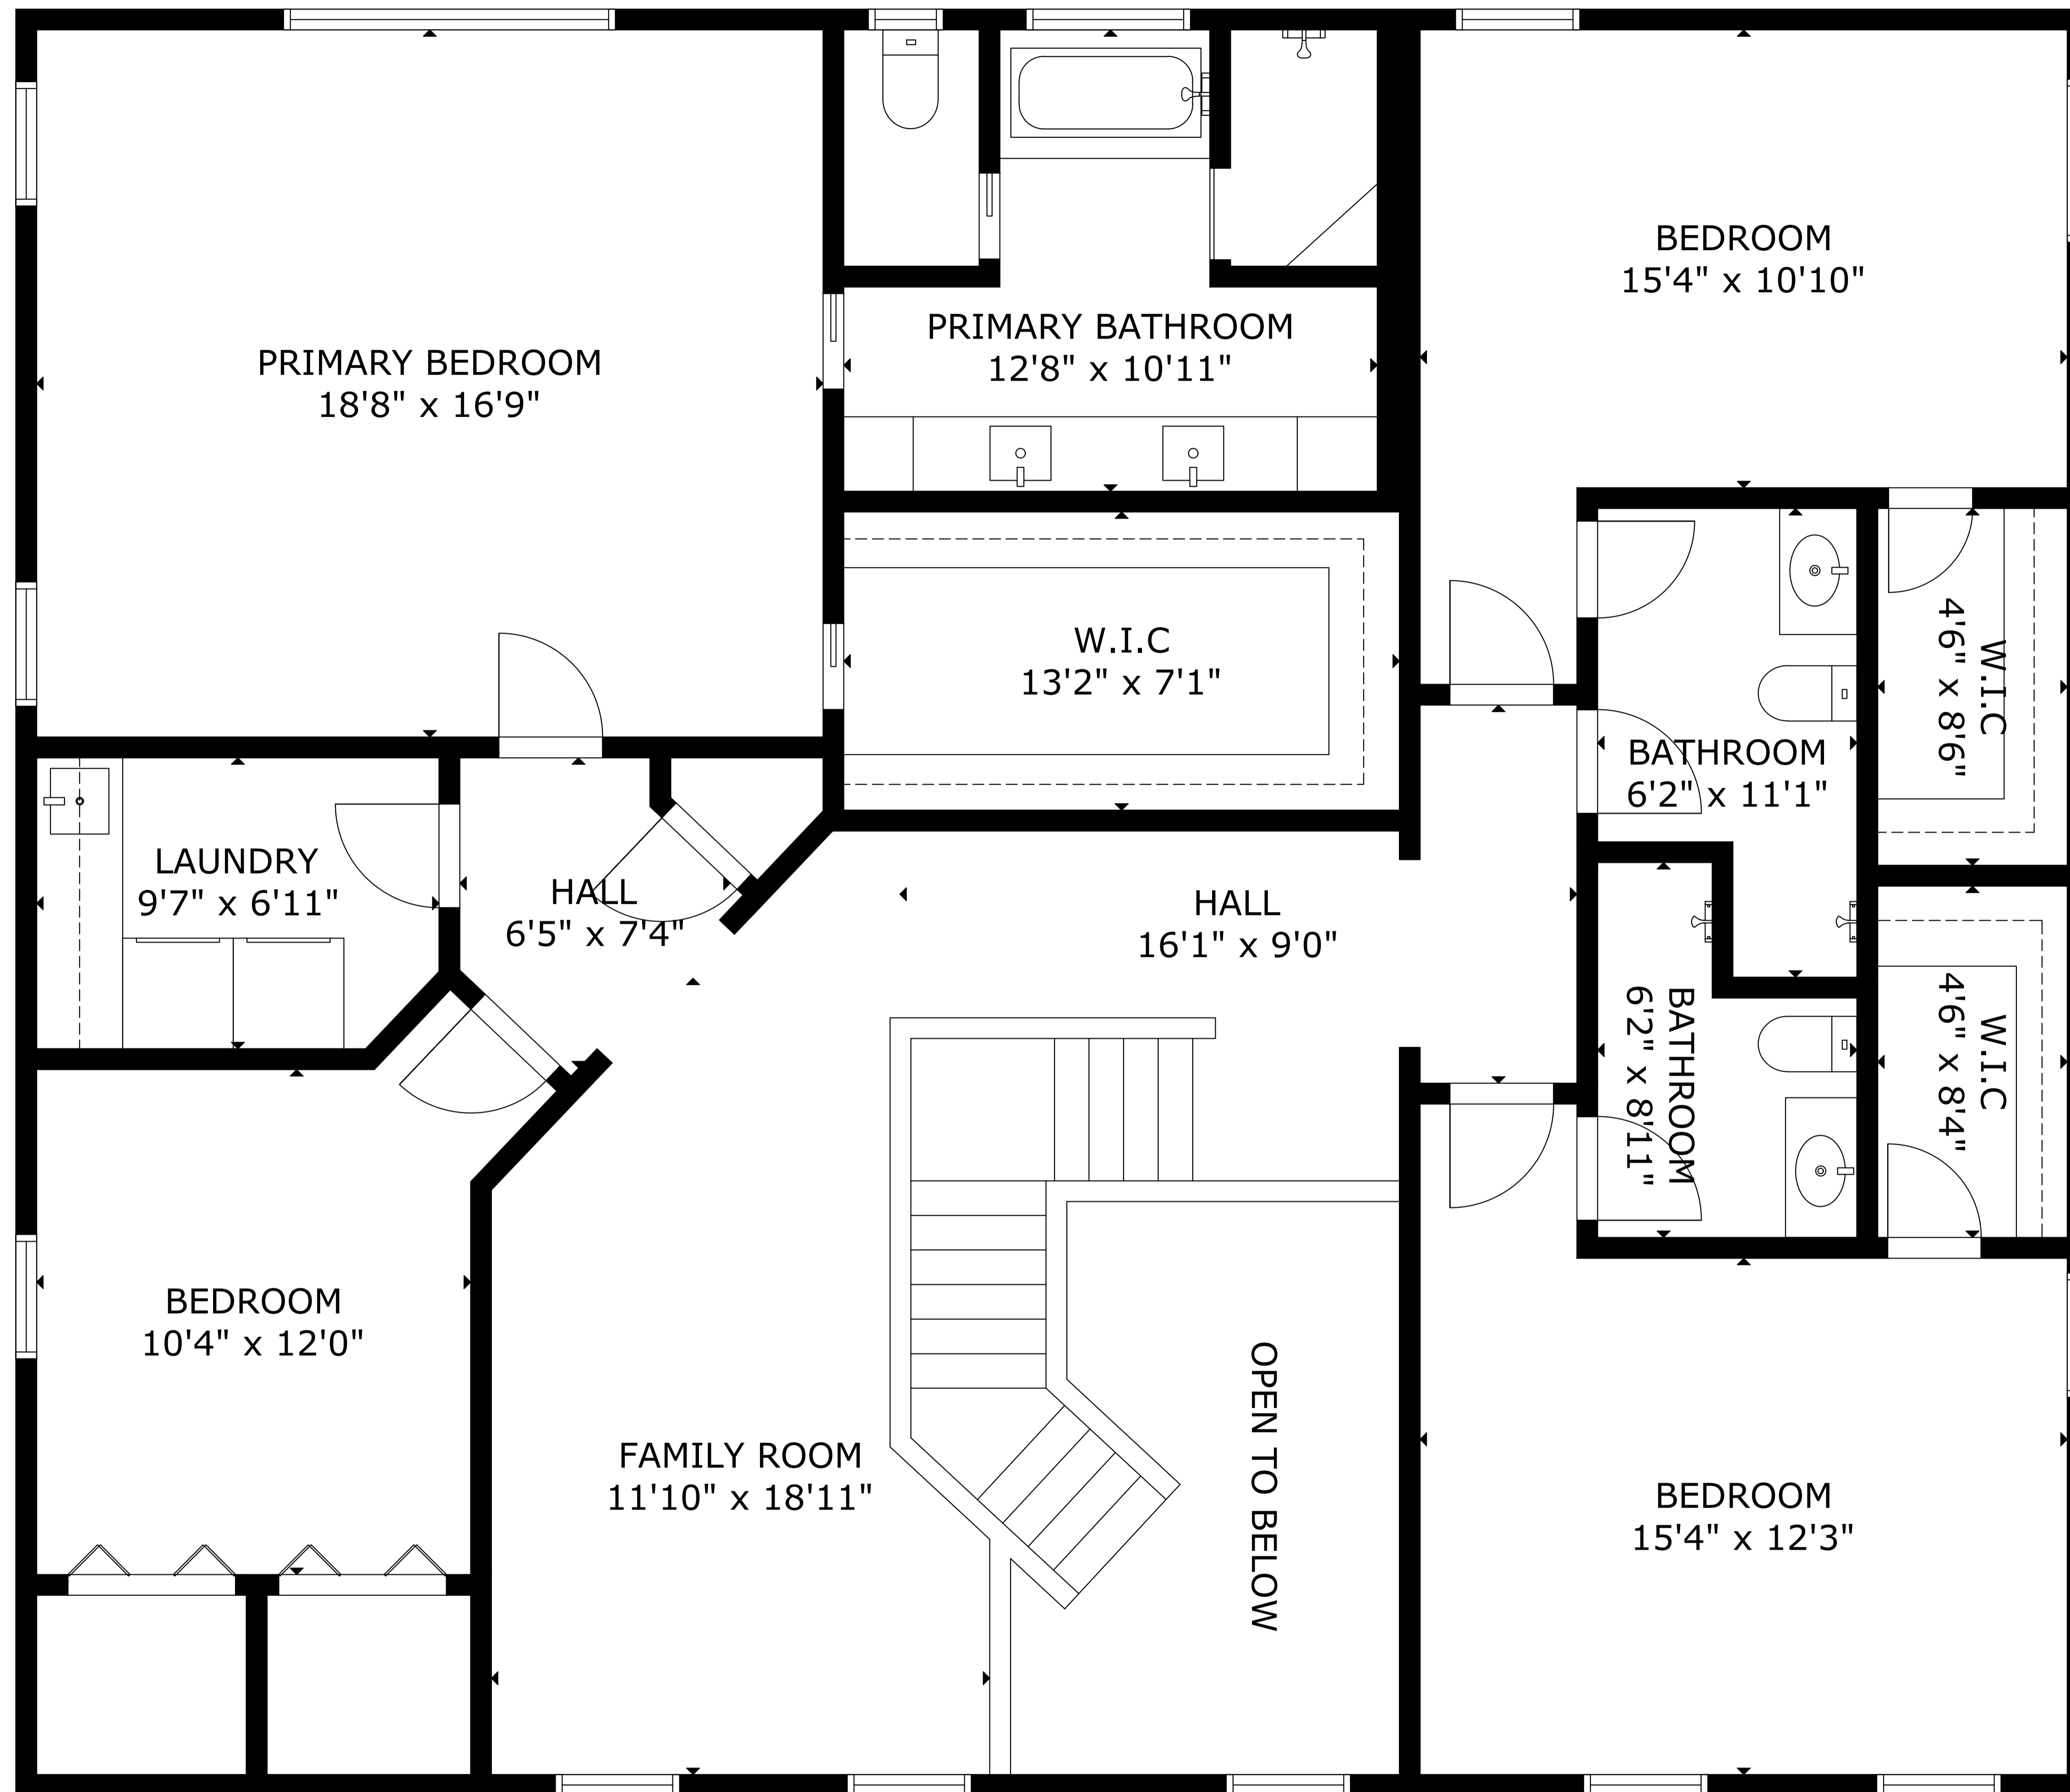 BEDROOM
15'4" x 10'10"
PRIMARY BATHROOM
12'8" x 10'11"
PRIMARY BEDROOM
18'8" x 16'9"
W.I.C
13'2" x 7'1"
W.I.C
4'6" x 8'6"
BATHROOM
6'2" x 11'1"
LAUNDRY
9'7" x 6'11"
HALL
6'5" x 7'4"
HALL
16'1" x 9'0"
BATHROOM
6'2" x 8'11"
W.I.C
4'6" x 8'4"
BEDROOM
10'4" x 12'0"
FAMILY ROOM
11'10" x 18'11"
OPEN TO BELOW
BEDROOM
15'4" x 12'3"